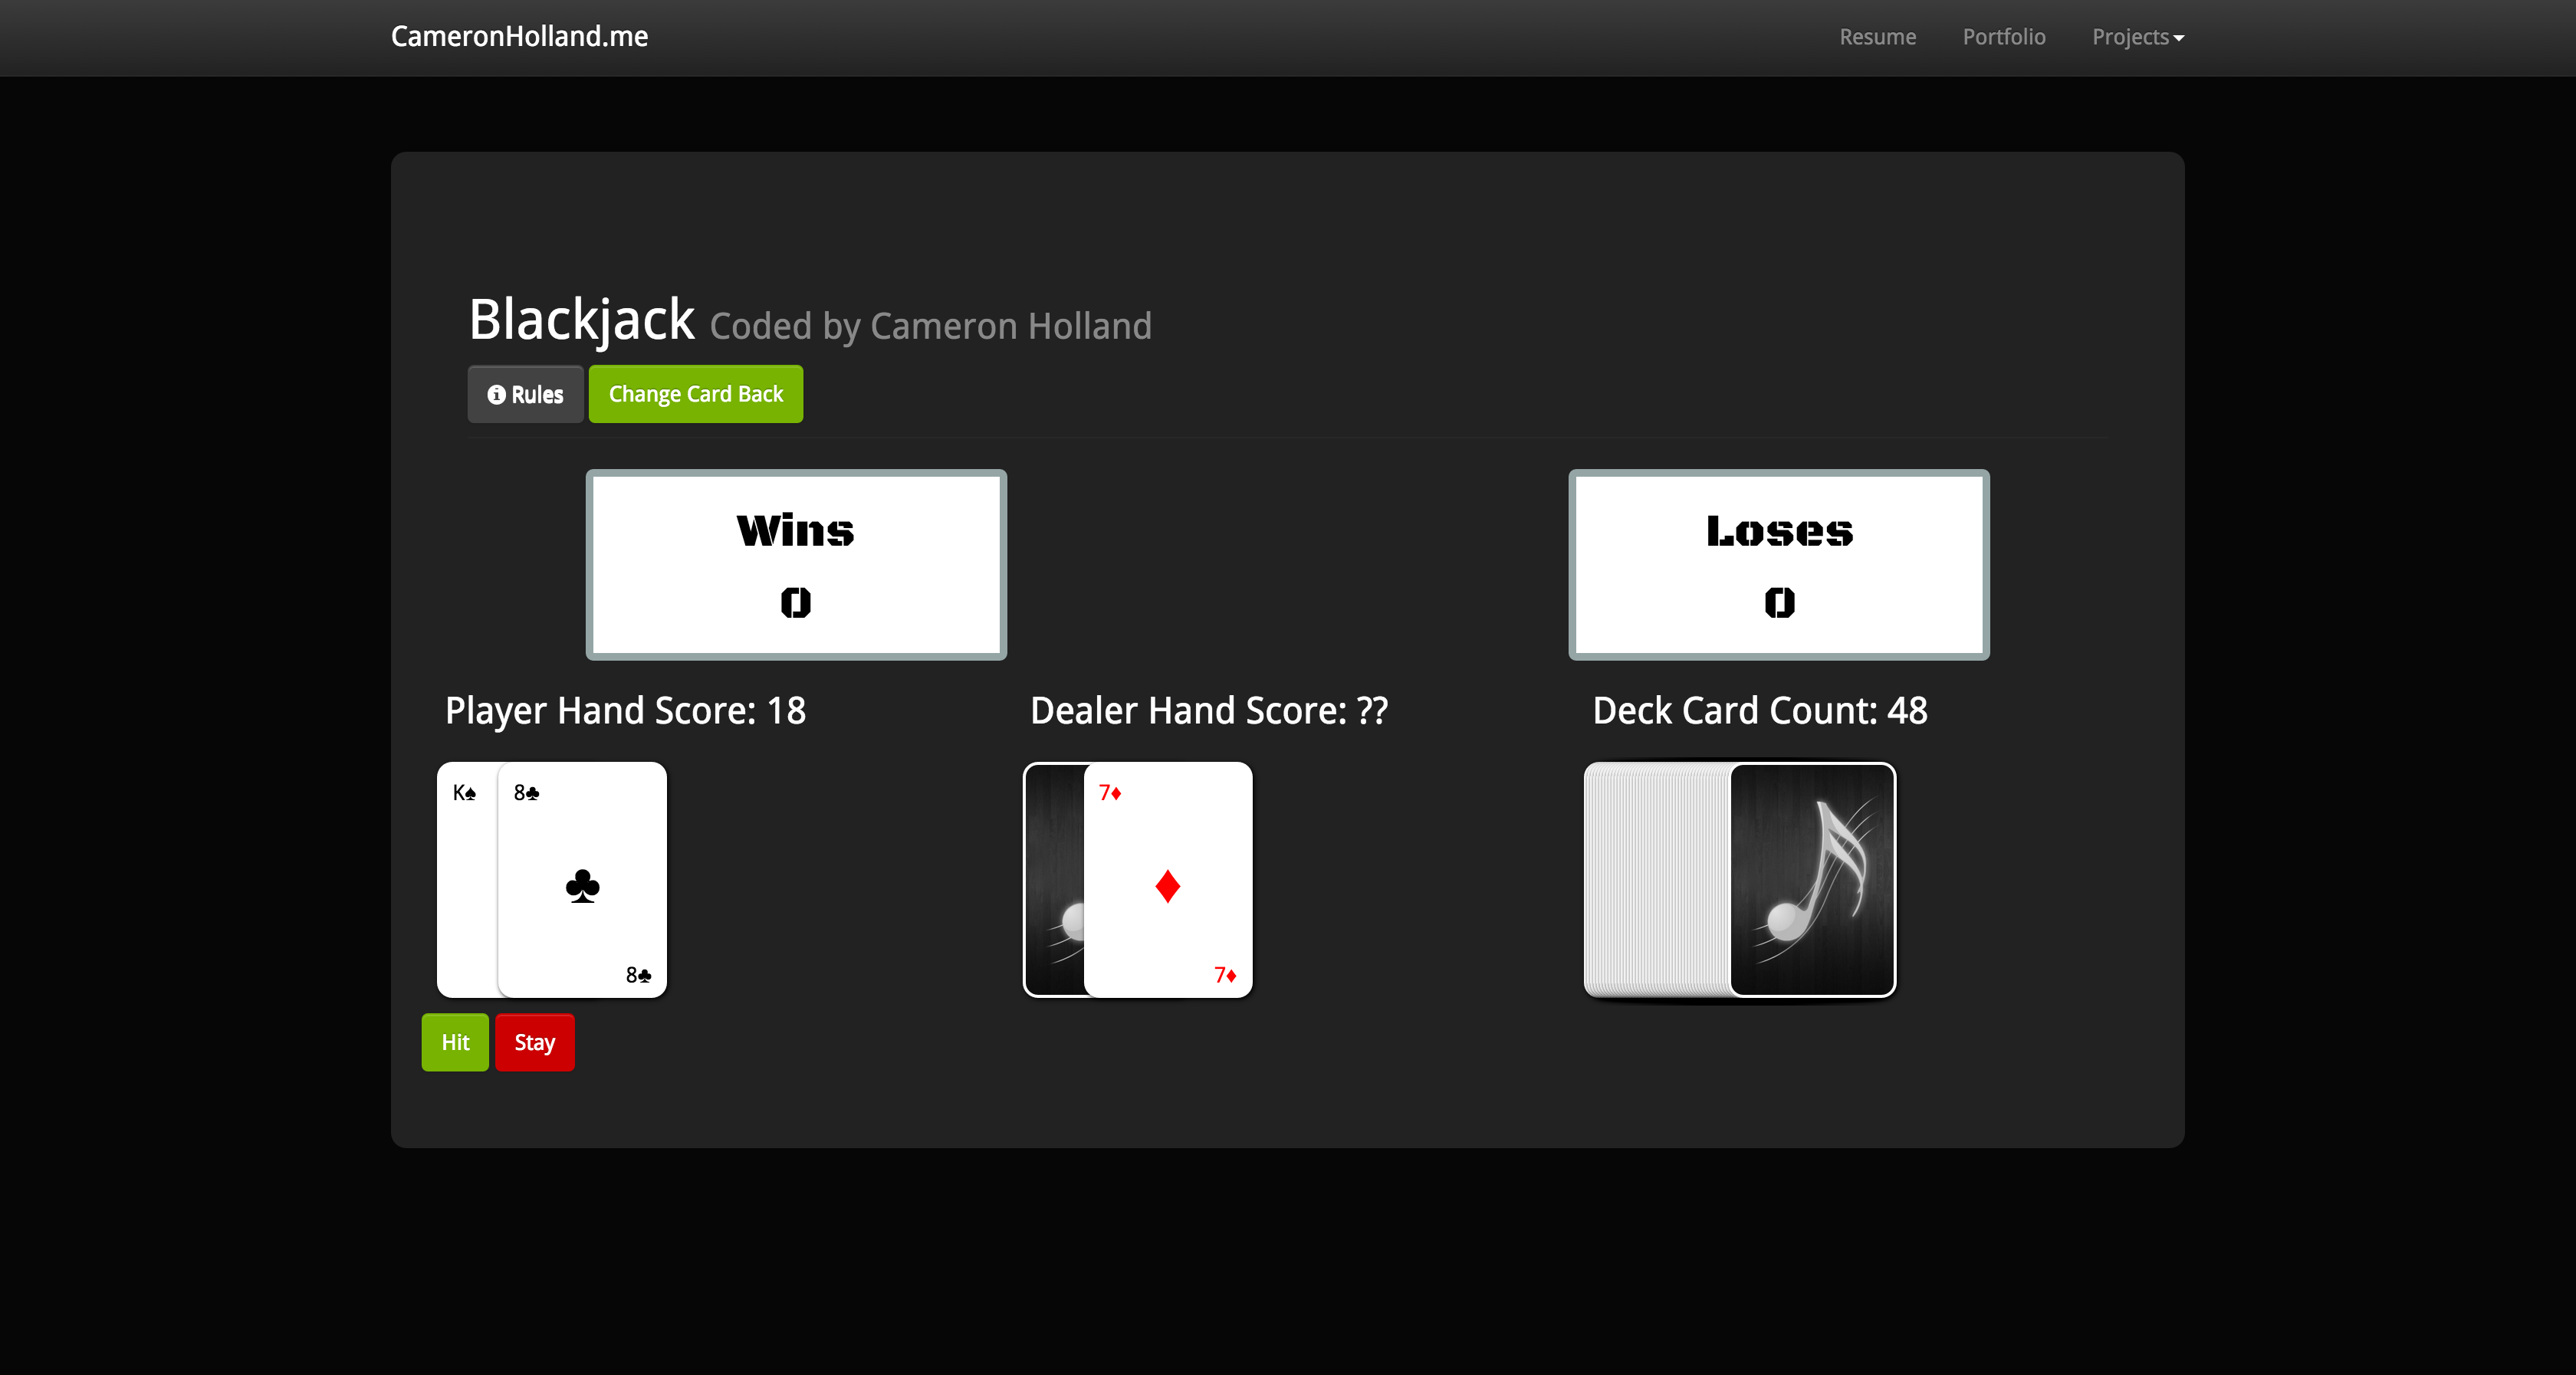 CameronHolland.me
Resume Portfolio Projects
Blackjack Coded by Cameron Holland
Rules Change Card Back
Wins
0
Loses
0
Player Hand Score: 18
Dealer Hand Score: ??
Deck Card Count: 48
K♠
8♣
♣
8♣
7♦
♦
7♦
Hit Stay